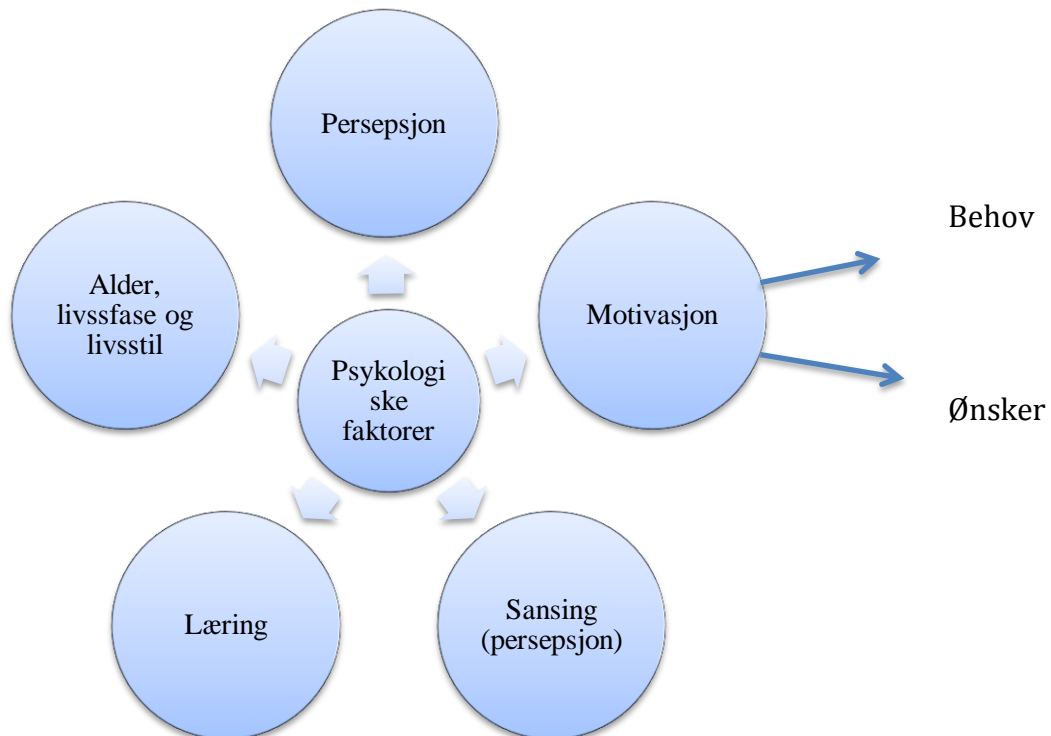 Persepsjon
Behov
Alder,
livssfase og
livsstil
Motivasjon
Psykologi
ske
faktorer
Ønsker
Læring
Sansing
(persepsjon)